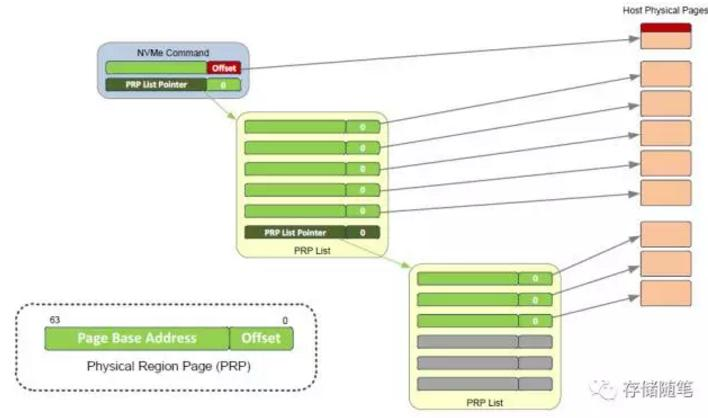 Host Physical Pages
NVMe Command
Offset
PRP List Pointer 0
0
0
0
0
0
PRP List Pointer 0
PRP List
0
0
0
PRP List
63 0
Page Base Address Offset
Physical Region Page (PRP)
存储随笔